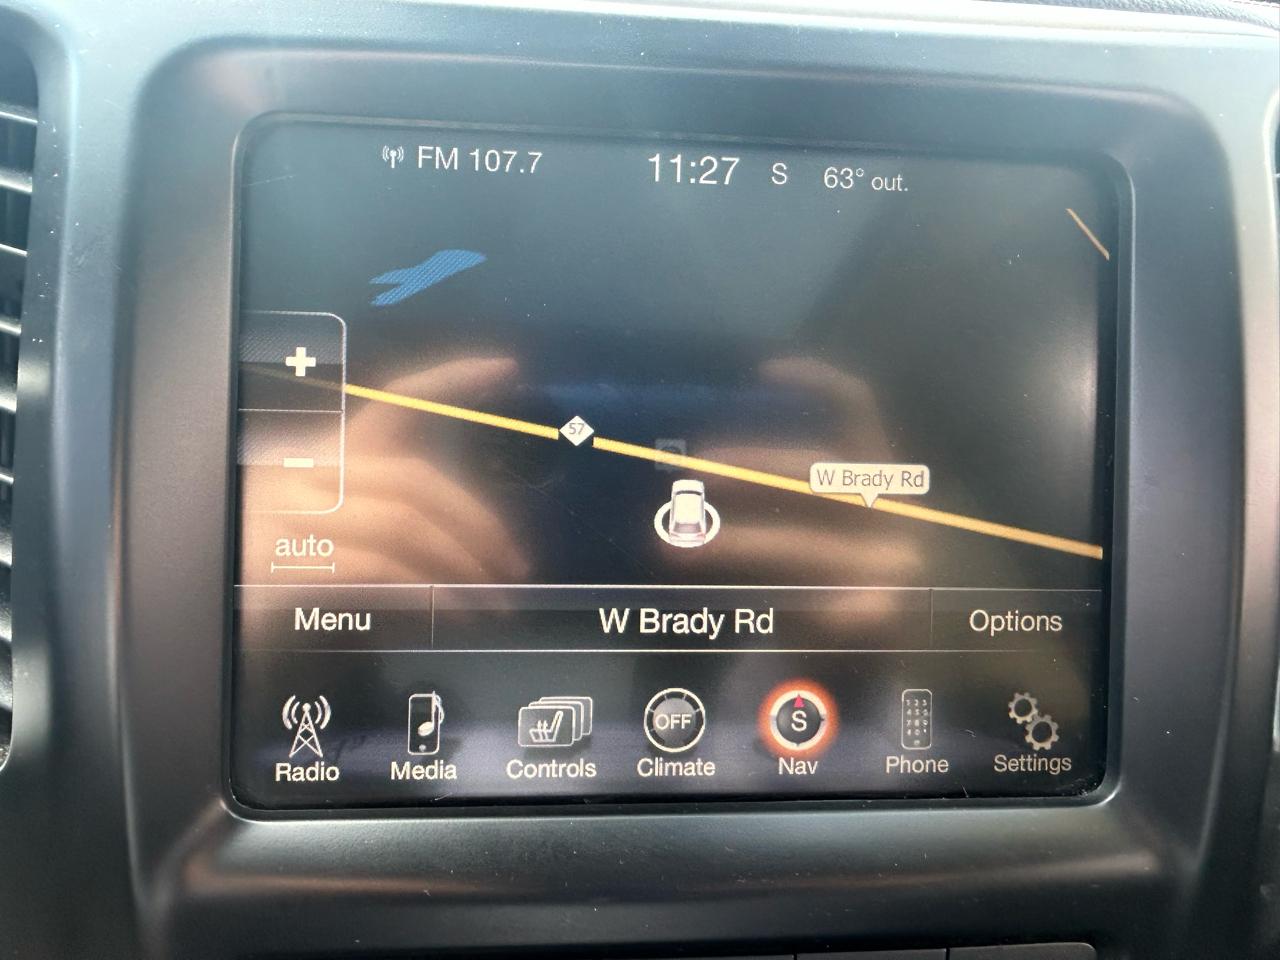 FM 107.7 11:27 S 63° out.
+
57
W Brady Rd
−
auto
Menu W Brady Rd Options
OFF S
Radio Media Controls Climate Nav Phone Settings